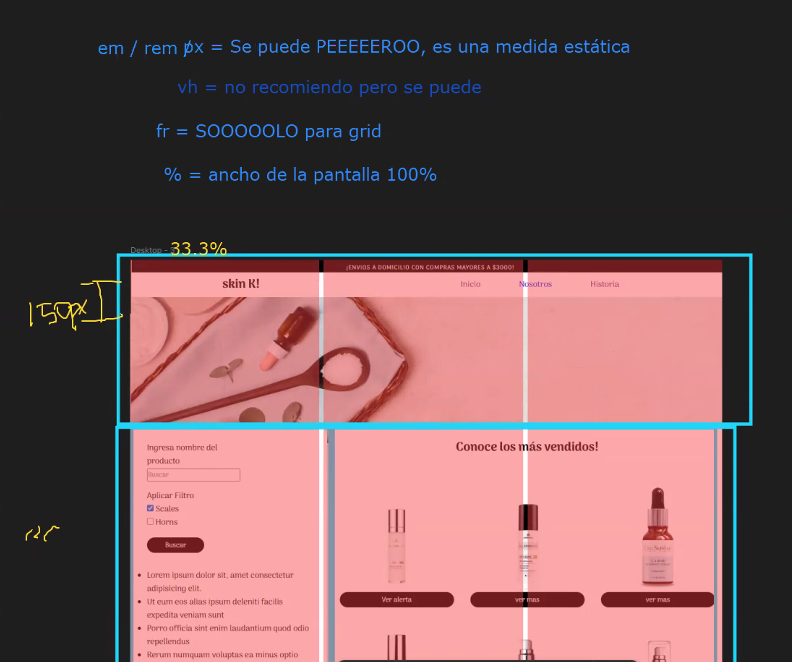 em / rem px = Se puede PEEEEEROO, es una medida estática
vh = no recomiendo pero se puede
fr = SOOOOOLO para grid
% = ancho de la pantalla 100%
Desktop -
33.3%
¡ENVIOS A DOMICILIO CON COMPRAS MAYORES A $3000!
skin K!
Inicio
Nosotros
Historia
150px
Ingresa nombre del
producto
Buscar
Conoce los más vendidos!
Aplicar Filtro
Scales
Horns
Buscar
Ver alerta
ver mas
ver mas
Lorem ipsum dolor sit, amet consectetur
adipisicing elit.
Ut eum eos alias ipsum deleniti facilis
expedita veniam sunt
Porro officia sint enim laudantium quod odio
repellendus
Rerum numquam voluptas ea minus optio